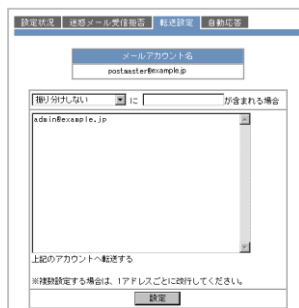 設定状況 迷惑メール受信拒否 転送設定 自動応答
メールアカウント名
postmaster@example.jp
振り分けしない に が含まれる場合
admin@example.jp
上記のアカウントへ転送する
※複数設定する場合は、1アドレスごとに改行してください。
設定